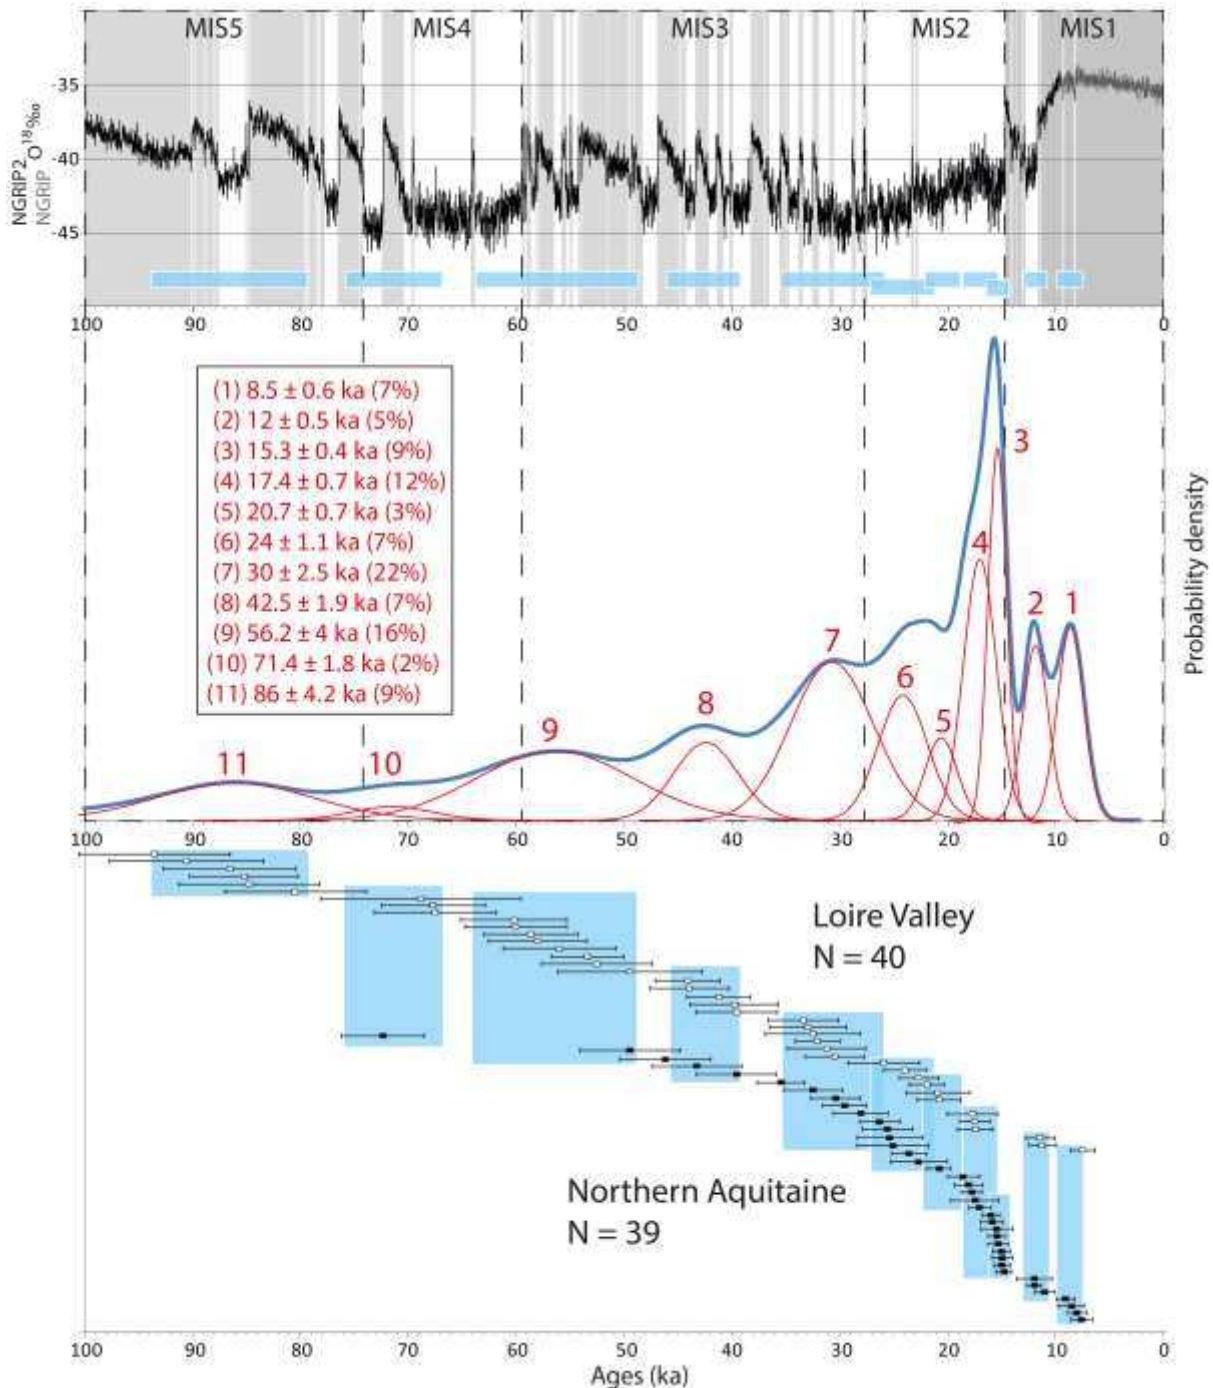 MIS5 MIS4 MIS3 MIS2 MIS1
NGRIP2 O18‰
NGRIP
-35
-40
-45
100 90 80 70 60 50 40 30 20 10 0
(1) 8.5 ± 0.6 ka (7%)
(2) 12 ± 0.5 ka (5%)
(3) 15.3 ± 0.4 ka (9%)
(4) 17.4 ± 0.7 ka (12%)
(5) 20.7 ± 0.7 ka (3%)
(6) 24 ± 1.1 ka (7%)
(7) 30 ± 2.5 ka (22%)
(8) 42.5 ± 1.9 ka (7%)
(9) 56.2 ± 4 ka (16%)
(10) 71.4 ± 1.8 ka (2%)
(11) 86 ± 4.2 ka (9%)
11 10 9 8 7 6 5 4 3 2 1
Probability density
100 90 80 70 60 50 40 30 20 10 0
Loire Valley
N = 40
Northern Aquitaine
N = 39
100 90 80 70 60 50 40 30 20 10 0
Ages (ka)